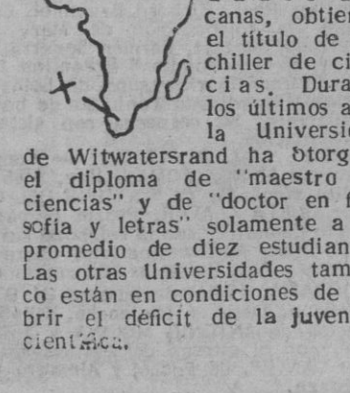 canas, obtien
el título de
chiller de ci
cias. Dura
los últimos a
la Universi
de Witwatersrand ha otorg
el diploma de "maestro
ciencias" y de "doctor en f
sofía y letras" solamente a
promedio de diez estudian
Las otras Universidades tam
co están en condiciones de
brir el déficit de la juven
científica.